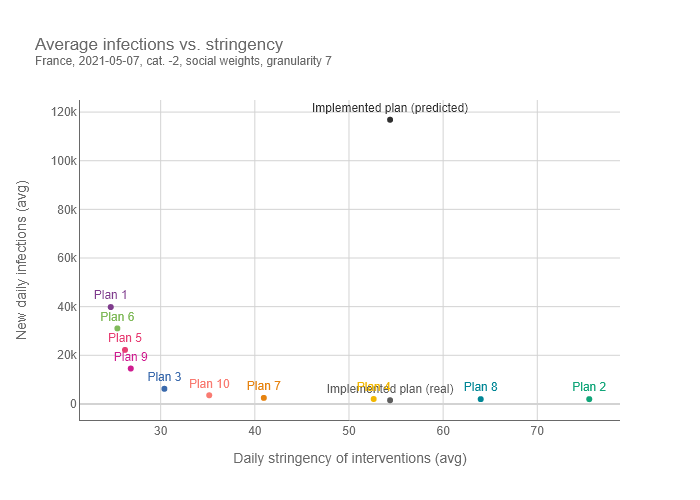 Average infections vs. stringency
France, 2021-05-07, cat. -2, social weights, granularity 7
120k
100k
80k
60k
40k
20k
0
New daily infections (avg)
Implemented plan (predicted)
Plan 1
Plan 6
Plan 5
Plan 9
Plan 3
Plan 10
Plan 7
Plan 4
Implemented plan (real)
Plan 8
Plan 2
30
40
50
60
70
Daily stringency of interventions (avg)